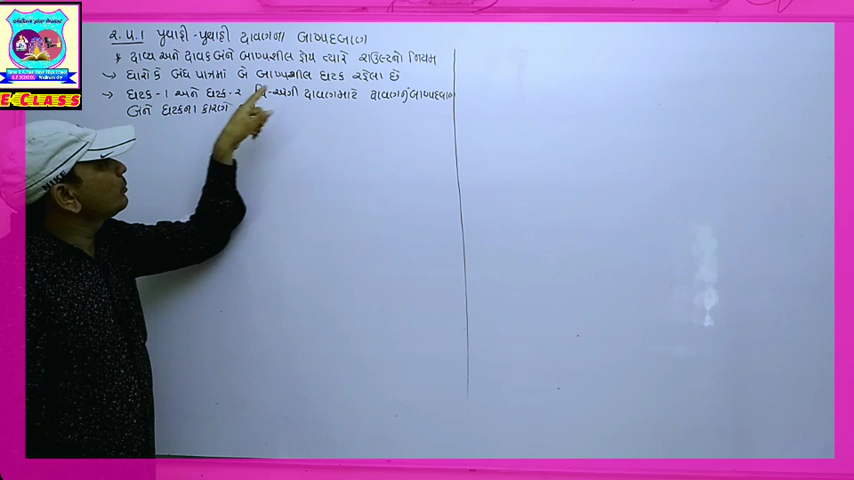 ૨.૫.૧ પ્રવાહી-પ્રવાહી દ્રાવણના બાષ્પદબાણ
* દ્રાવ્ય અને દ્રાવક બંને બાષ્પશીલ હોય ત્યારે રાઉલ્ટનો નિયમ
→ ધારો કે બંધ પાત્રમાં બે બાષ્પશીલ ઘટક રહેલા છે
→ ઘટક-૧ અને ઘટક-૨ -અંગી દ્રાવણમાટે દ્રાવણનુંબાષ્પદબાણ
બંને ઘટકના કારણે
NIKE
E-CLASS